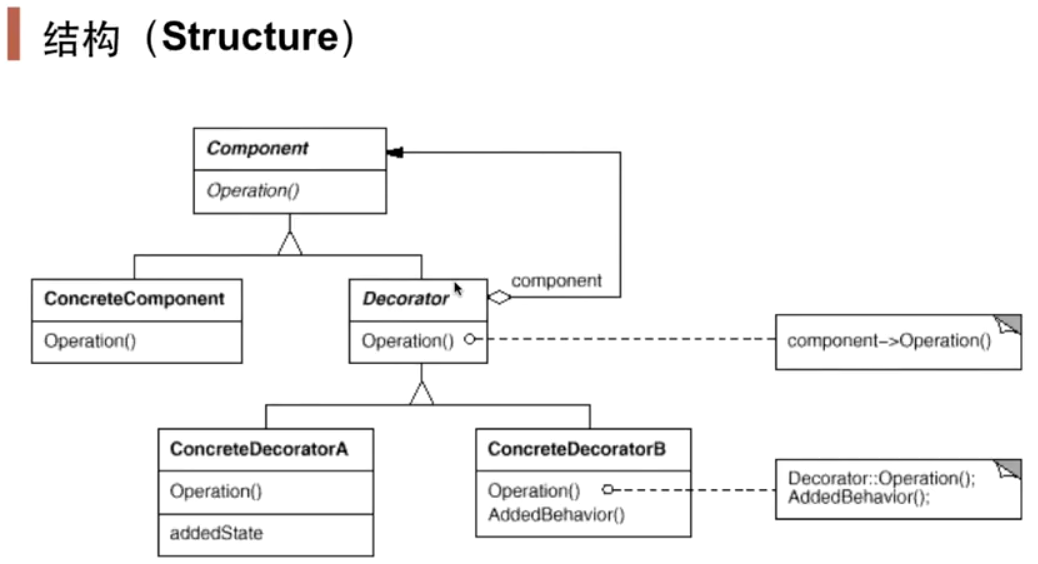 结构（Structure）
Component
Operation()
component
ConcreteComponent
Operation()
Decorator
Operation()
component->Operation()
ConcreteDecoratorA
Operation()
addedState
ConcreteDecoratorB
Operation()
AddedBehavior()
Decorator::Operation();
AddedBehavior();